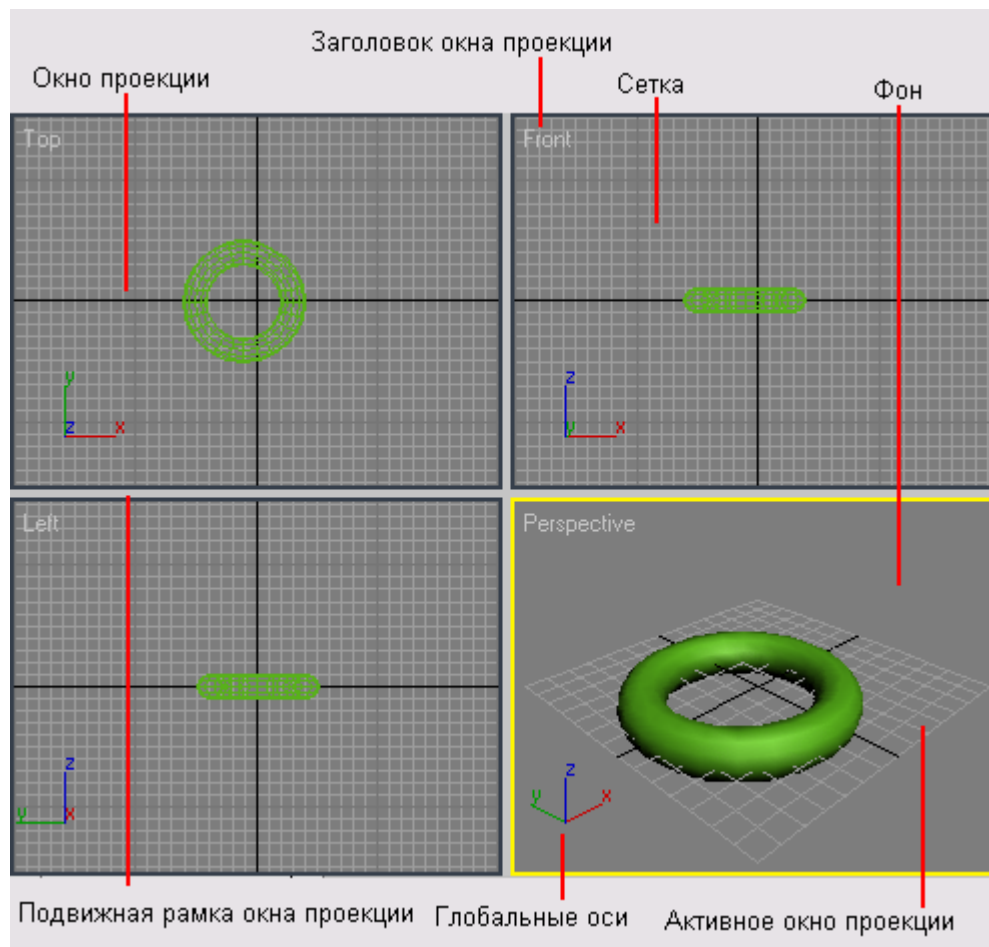 Заголовок окна проекции
Окно проекции
Сетка
Фон
Top
Front
y
z
x
z
y
x
Left
Perspective
z
y
x
z
y
x
Подвижная рамка окна проекции
Глобальные оси
Активное окно проекции